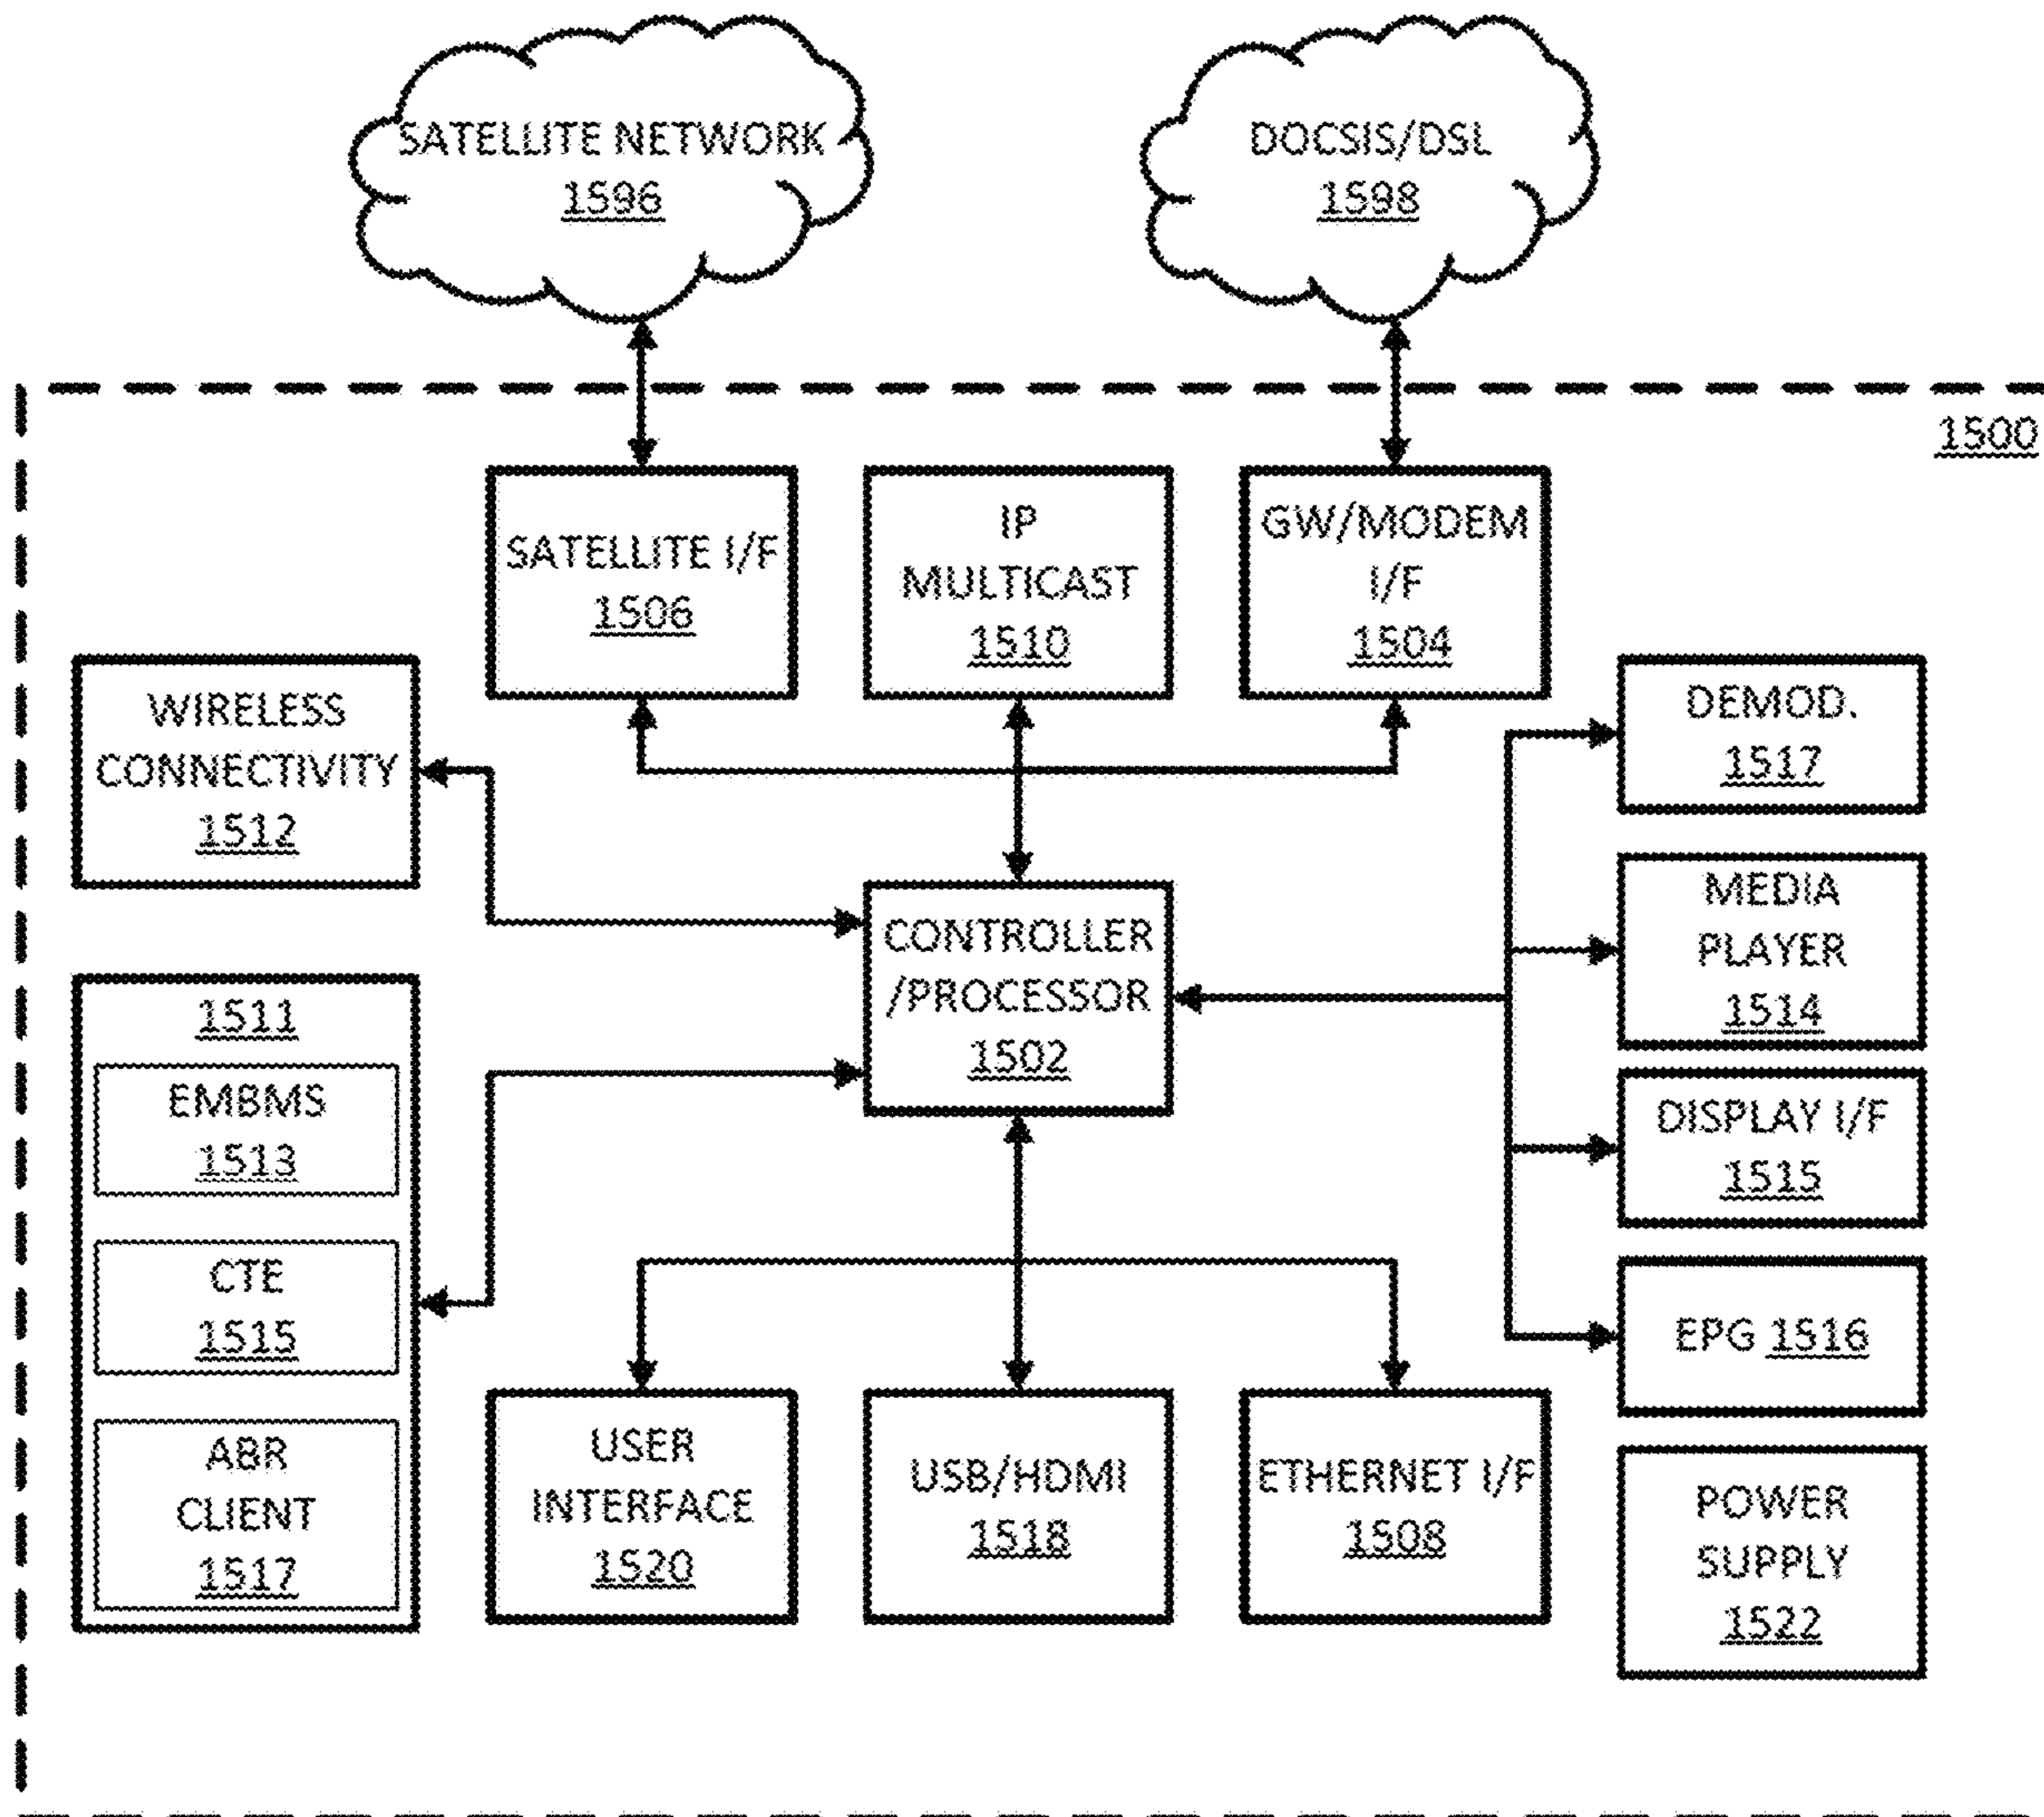 SATELLITE NETWORK
1596
DOCSIS/DSL
1598
1500
SATELLITE I/F
1506
IP
MULTICAST
1510
GW/MODEM
I/F
1504
WIRELESS
CONNECTIVITY
1512
DEMOD.
1517
MEDIA
PLAYER
1514
CONTROLLER
/PROCESSOR
1502
1511
EMBMS
1513
CTE
1515
ABR
CLIENT
1517
DISPLAY I/F
1515
EPG 1516
USER
INTERFACE
1520
USB/HDMI
1518
ETHERNET I/F
1508
POWER
SUPPLY
1522